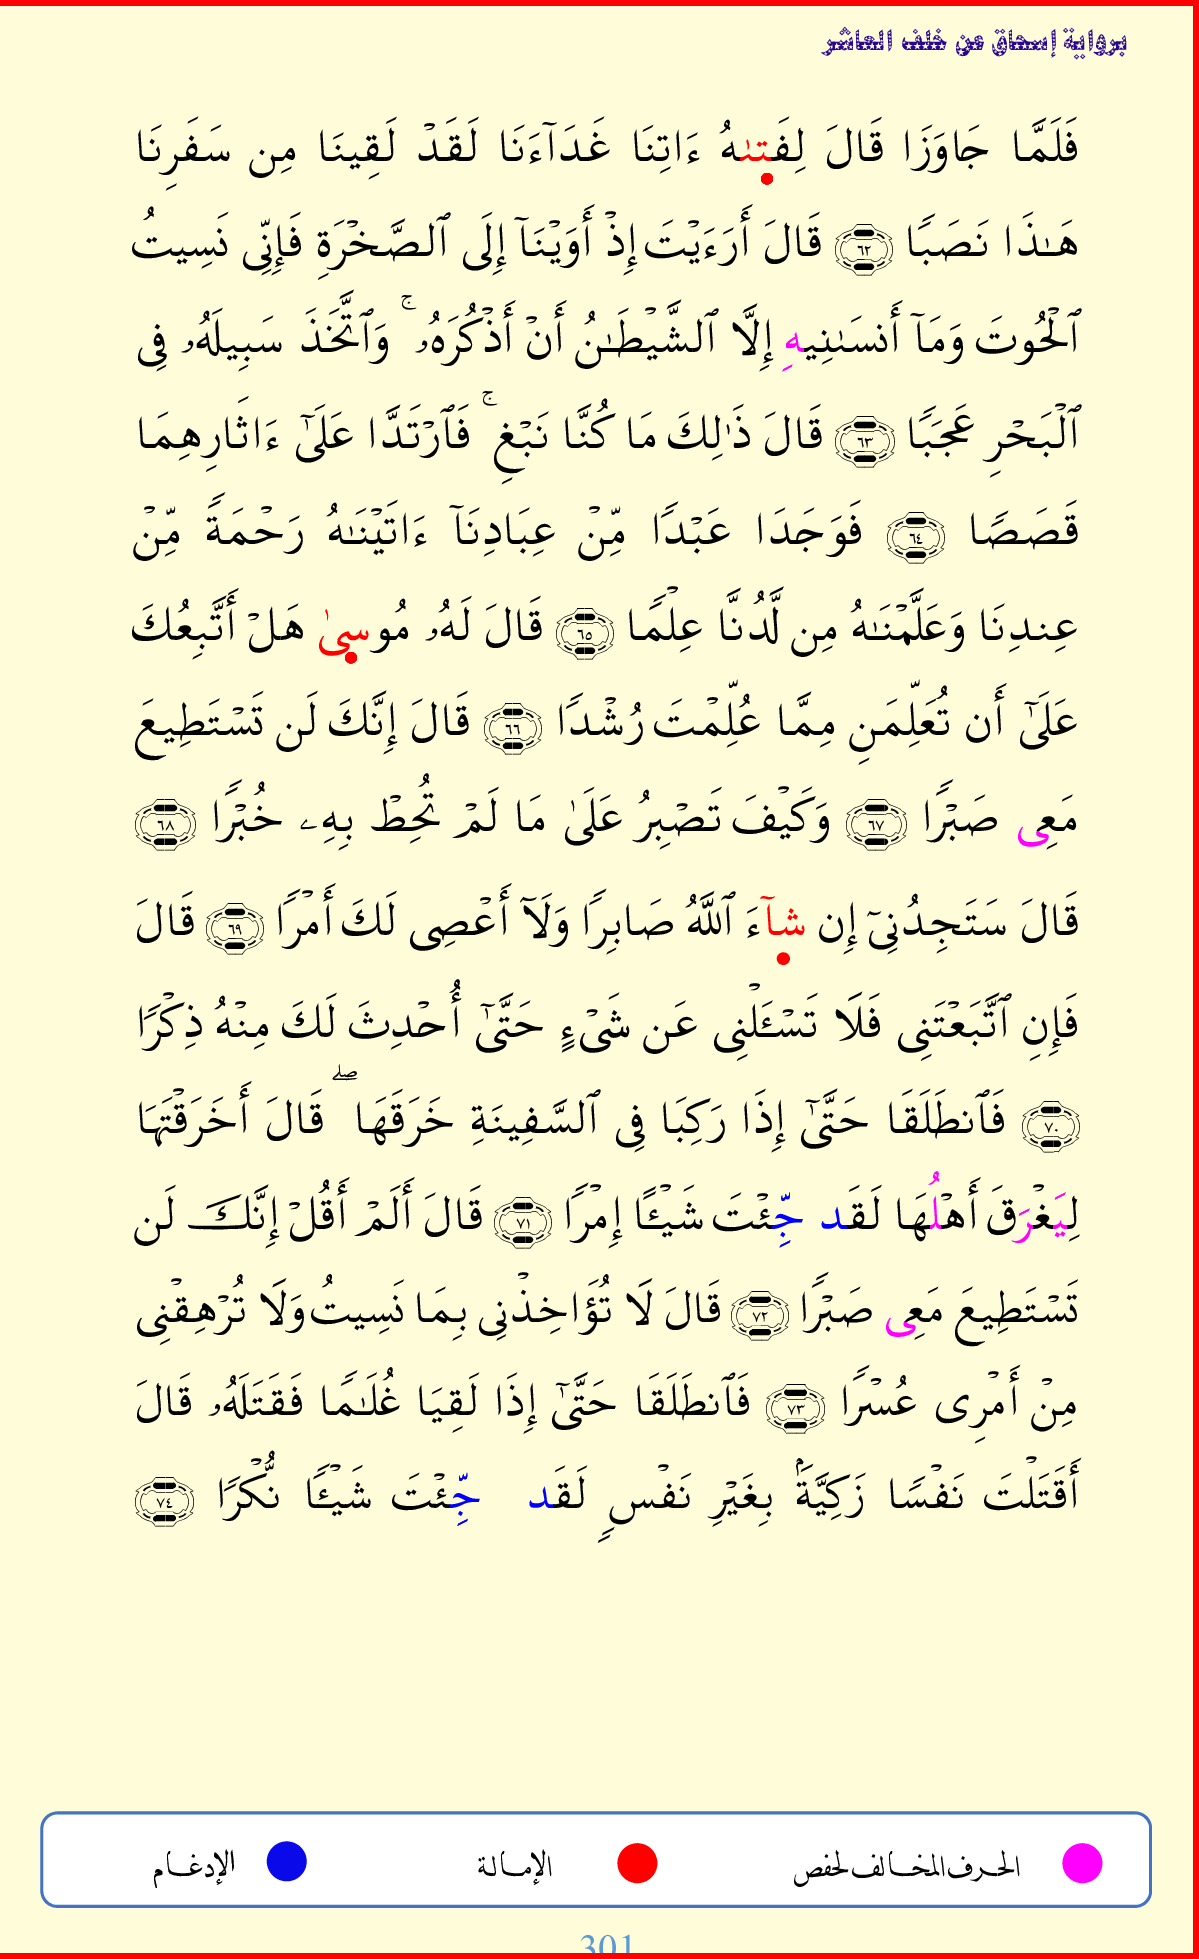 برواية إسحاق عن خلف العاشر
فَلَمَّا جَاوَزَا قَالَ لِفَتىٰهُ ءَاتِنَا غَدَآءَنَا لَقَدۡ لَقِينَا مِن سَفَرِنَا
هَٰذَا نَصَبٗا ٦٢ قَالَ أَرَءَيۡتَ إِذۡ أَوَيۡنَآ إِلَى ٱلصَّخۡرَةِ فَإِنِّي نَسِيتُ
ٱلۡحُوتَ وَمَآ أَنسَىٰنِيهِ إِلَّا ٱلشَّيۡطَٰنُ أَنۡ أَذۡكُرَهُۥۚ وَٱتَّخَذَ سَبِيلَهُۥ فِي
ٱلۡبَحۡرِ عَجَبٗا ٦٣ قَالَ ذَٰلِكَ مَا كُنَّا نَبۡغِۚ فَٱرۡتَدَّا عَلَىٰٓ ءَاثَارِهِمَا
قَصَصٗا ٦٤ فَوَجَدَا عَبۡدٗا مِّنۡ عِبَادِنَآ ءَاتَيۡنَٰهُ رَحۡمَةٗ مِّنۡ
عِندِنَا وَعَلَّمۡنَٰهُ مِن لَّدُنَّا عِلۡمٗا ٦٥ قَالَ لَهُۥ مُوسىٰ هَلۡ أَتَّبِعُكَ
عَلَىٰٓ أَن تُعَلِّمَنِ مِمَّا عُلِّمۡتَ رُشۡدٗا ٦٦ قَالَ إِنَّكَ لَن تَسۡتَطِيعَ
مَعِي صَبۡرٗا ٦٧ وَكَيۡفَ تَصۡبِرُ عَلَىٰ مَا لَمۡ تُحِطۡ بِهِۦ خُبۡرٗا ٦٨
قَالَ سَتَجِدُنِيٓ إِن شآءَ ٱللَّهُ صَابِرٗا وَلَآ أَعۡصِي لَكَ أَمۡرٗا ٦٩ قَالَ
فَإِنِ ٱتَّبَعۡتَنِي فَلَا تَسۡـَٔلۡنِي عَن شَيۡءٍ حَتَّىٰٓ أُحۡدِثَ لَكَ مِنۡهُ ذِكۡرٗا
٧٠ فَٱنطَلَقَا حَتَّىٰٓ إِذَا رَكِبَا فِي ٱلسَّفِينَةِ خَرَقَهَاۖ قَالَ أَخَرَقۡتَهَا
لِيَغۡرَقَ أَهۡلُهَا لَقَد جِّئۡتَ شَيۡـًٔا إِمۡرٗا ٧١ قَالَ أَلَمۡ أَقُلۡ إِنَّكَ لَن
تَسۡتَطِيعَ مَعِي صَبۡرٗا ٧٢ قَالَ لَا تُؤَاخِذۡنِي بِمَا نَسِيتُ وَلَا تُرۡهِقۡنِي
مِنۡ أَمۡرِي عُسۡرٗا ٧٣ فَٱنطَلَقَا حَتَّىٰٓ إِذَا لَقِيَا غُلَٰمٗا فَقَتَلَهُۥ قَالَ
أَقَتَلۡتَ نَفۡسٗا زَكِيَّةَۢ بِغَيۡرِ نَفۡسٖ لَقَد جِّئۡتَ شَيۡـٔٗا نُّكۡرٗا ٧٤
الحرف المخالف لحفص الإمالة الإدغام
301